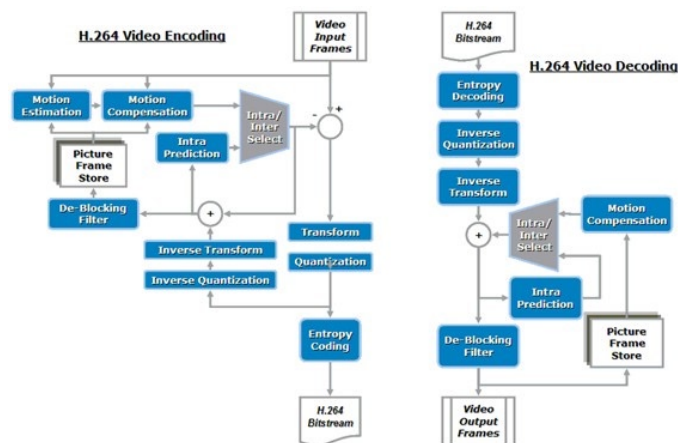 H.264 Video Encoding
Video
Input
Frames
Motion
Estimation
Motion
Compensation
Intra/
Inter
Select
-
+
Intra
Prediction
Picture
Frame
Store
De-Blocking
Filter
+
Inverse Transform
Inverse Quantization
Transform
Quantization
Entropy
Coding
H.264
Bitstream
H.264 Video Decoding
H.264
Bitstream
Entropy
Decoding
Inverse
Quantization
Inverse
Transform
+
Intra/
Inter
Select
Motion
Compensation
Intra
Prediction
De-Blocking
Filter
Picture
Frame
Store
Video
Output
Frames